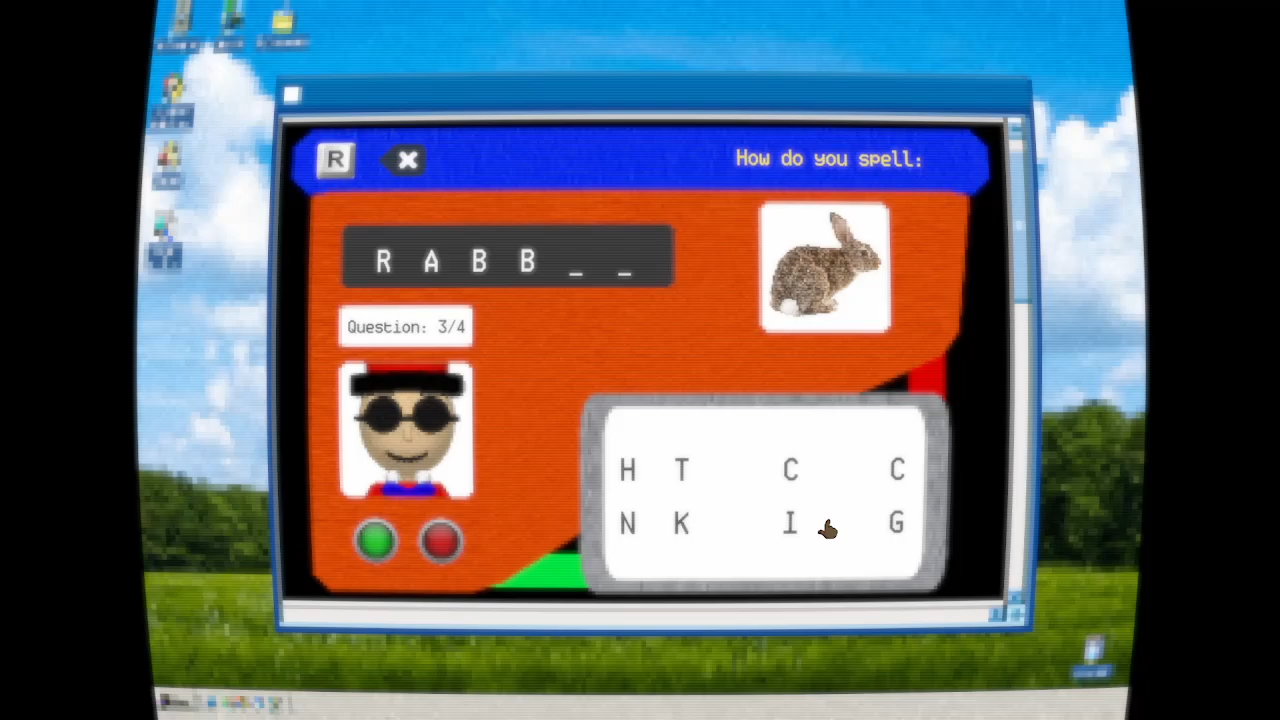 R
How do you spell:
R A B B _ _
Question: 3/4
H T C C
N K I G